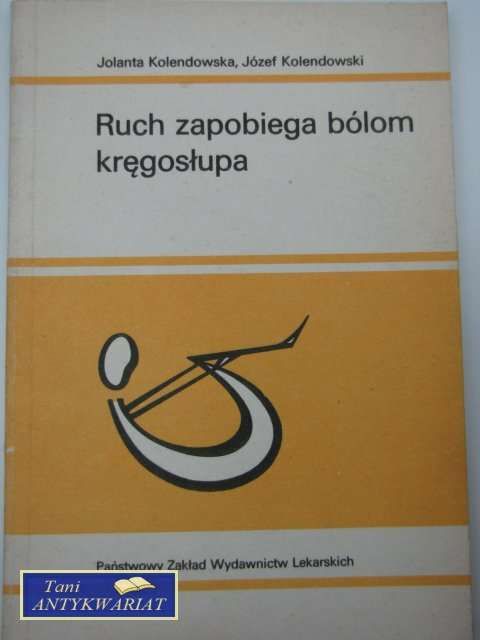 Jolanta Kolendowska, Józef Kolendowski
Ruch zapobiega bólom
kręgosłupa
Państwowy Zakład Wydawnictw Lekarskich
Tani
ANTYKWARIAT